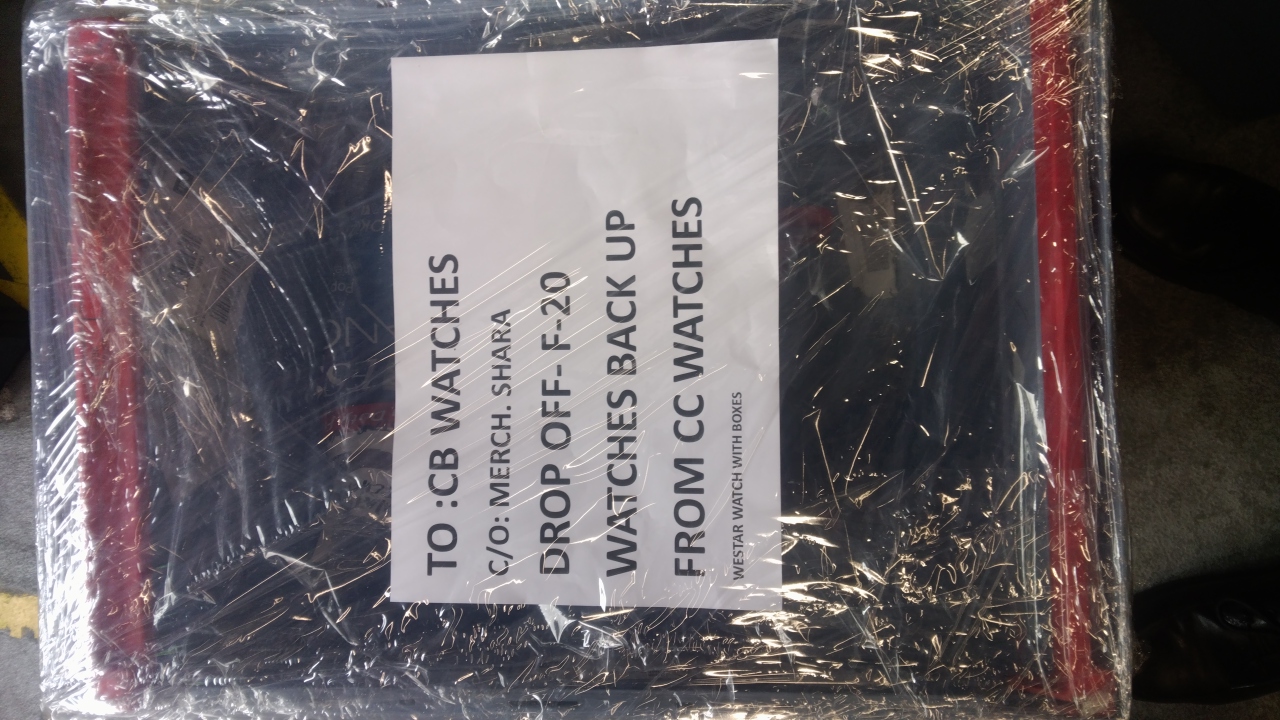 TO :CB WATCHES
C/O: MERCH. SHARA
DROP OFF- F-20
WATCHES BACK UP
FROM CC WATCHES
WESTAR WATCH WITH BOXES